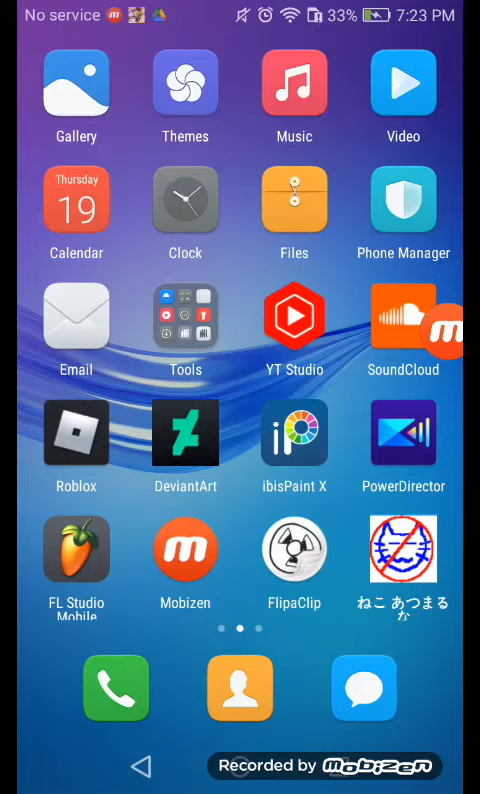 No service 33% 7:23 PM
Gallery Themes Music Video
Thursday
19
Calendar Clock Files Phone Manager
Email Tools YT Studio SoundCloud
Roblox DeviantArt ibisPaint X PowerDirector
FL Studio Mobile Mobizen FlipaClip ねこ あつまるか
Recorded by mobizen